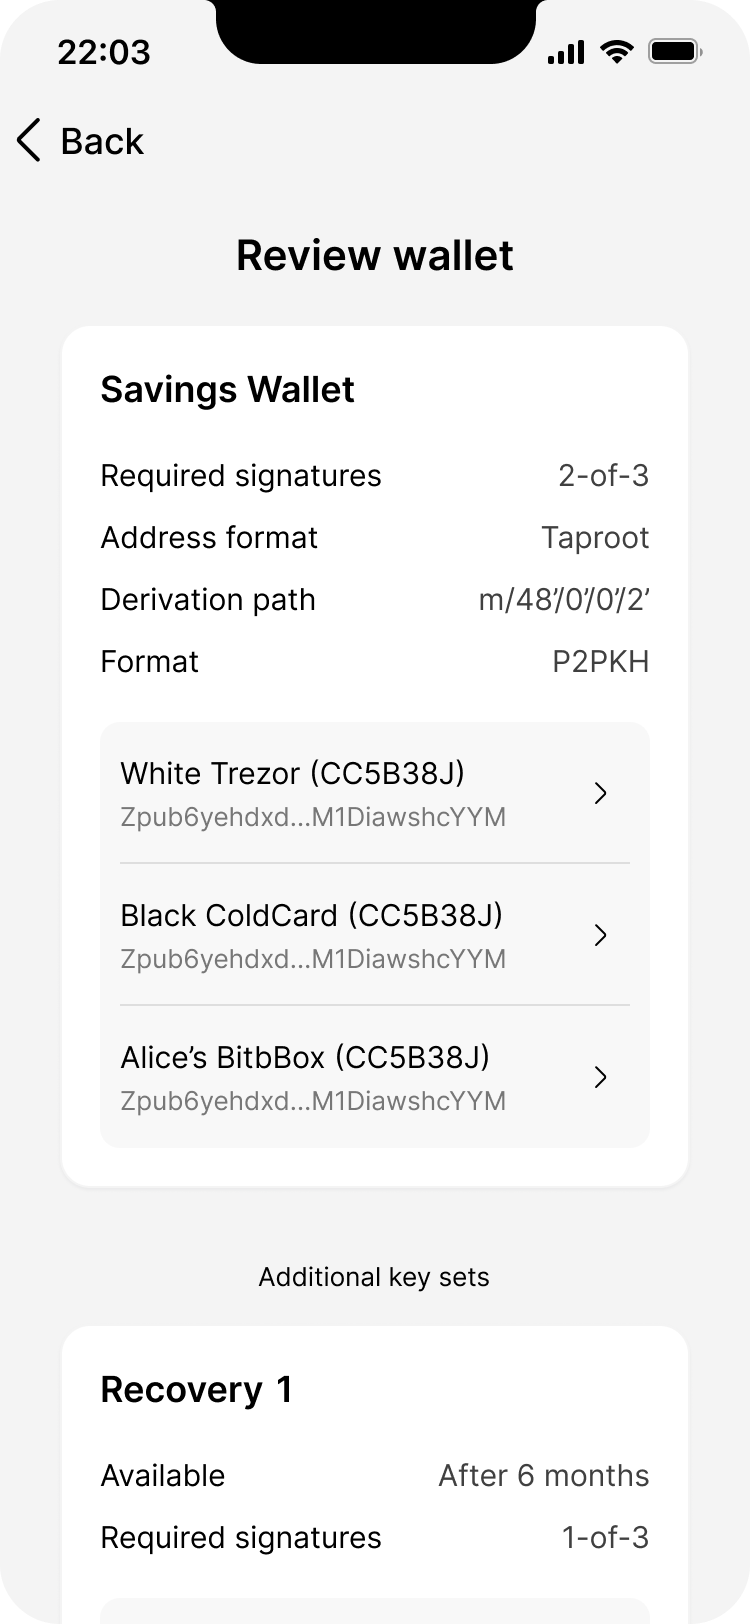 22:03
Back
Review wallet
Savings Wallet
Required signatures 2-of-3
Address format Taproot
Derivation path m/48’/0’/0’/2’
Format P2PKH
White Trezor (CC5B38J)
Zpub6yehdxd...M1DiawshcYYM
Black ColdCard (CC5B38J)
Zpub6yehdxd...M1DiawshcYYM
Alice’s BitbBox (CC5B38J)
Zpub6yehdxd...M1DiawshcYYM
Additional key sets
Recovery 1
Available After 6 months
Required signatures 1-of-3